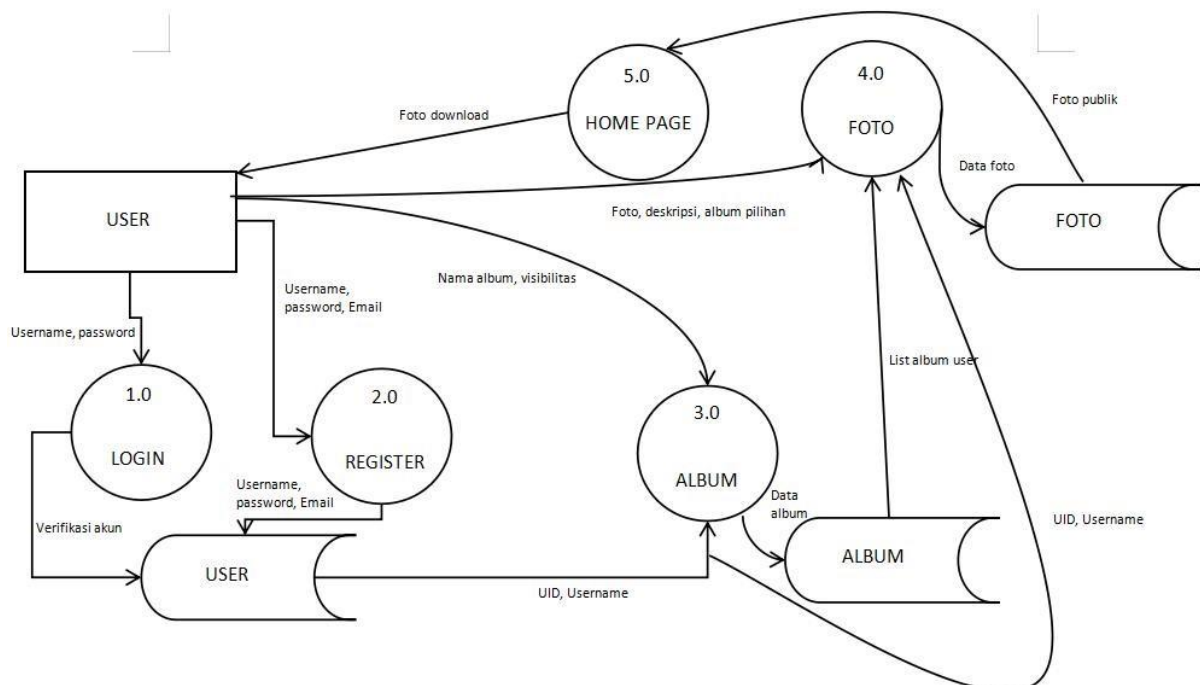 5.0
HOME PAGE
4.0
FOTO
Foto publik
Foto download
Data foto
USER
Foto, deskripsi, album pilihan
FOTO
Nama album, visibilitas
Username,
password, Email
Username, password
List album user
1.0
LOGIN
2.0
REGISTER
3.0
ALBUM
Username,
password, Email
Data
album
Verifikasi akun
UID, Username
USER
ALBUM
UID, Username